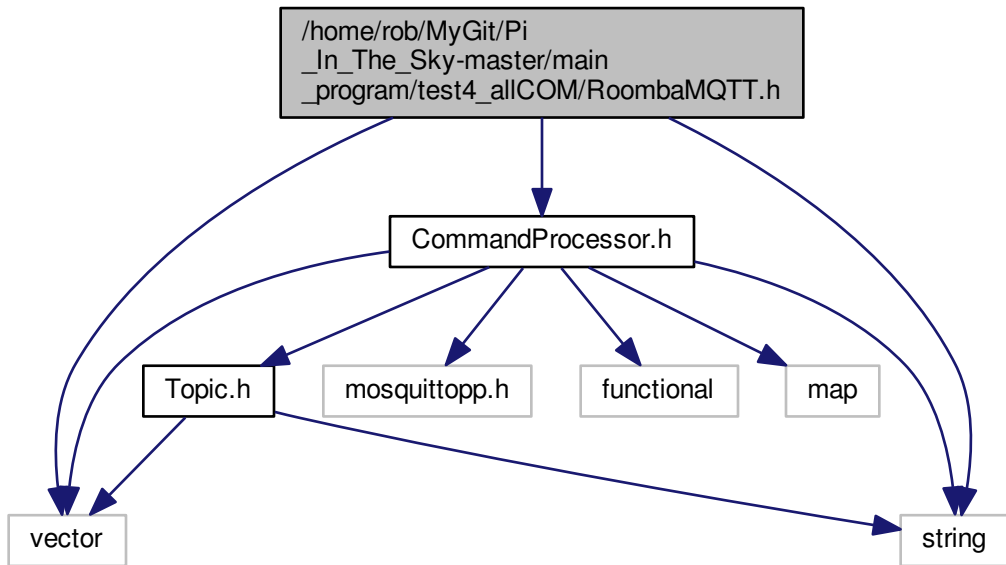 /home/rob/MyGit/Pi
_In_The_Sky-master/main
_program/test4_allCOM/RoombaMQTT.h
CommandProcessor.h
Topic.h
mosquittopp.h
functional
map
vector
string